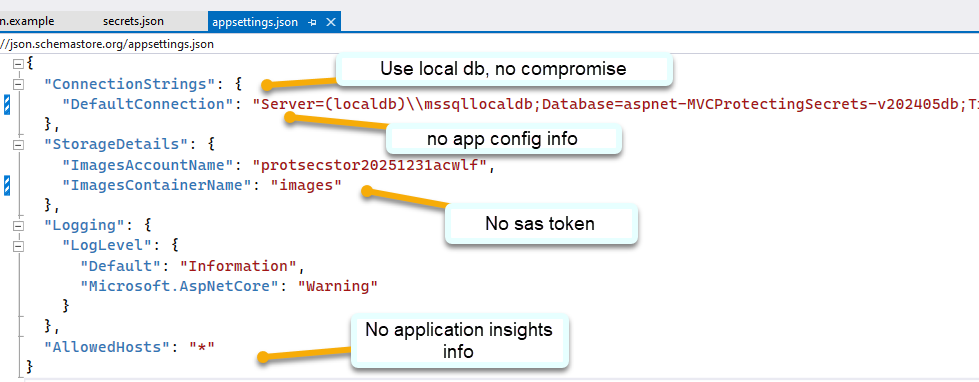 n.example secrets.json appsettings.json
//json.schemastore.org/appsettings.json
{
Use local db, no compromise
"ConnectionStrings": {
"DefaultConnection": "Server=(localdb)\\mssqllocaldb;Database=aspnet-MVCProtectingSecrets-v202405db;T
},
no app config info
"StorageDetails": {
"ImagesAccountName": "protsecstor20251231acwlf",
"ImagesContainerName": "images"
},
No sas token
"Logging": {
"LogLevel": {
"Default": "Information",
"Microsoft.AspNetCore": "Warning"
}
},
No application insights
info
"AllowedHosts": "*"
}